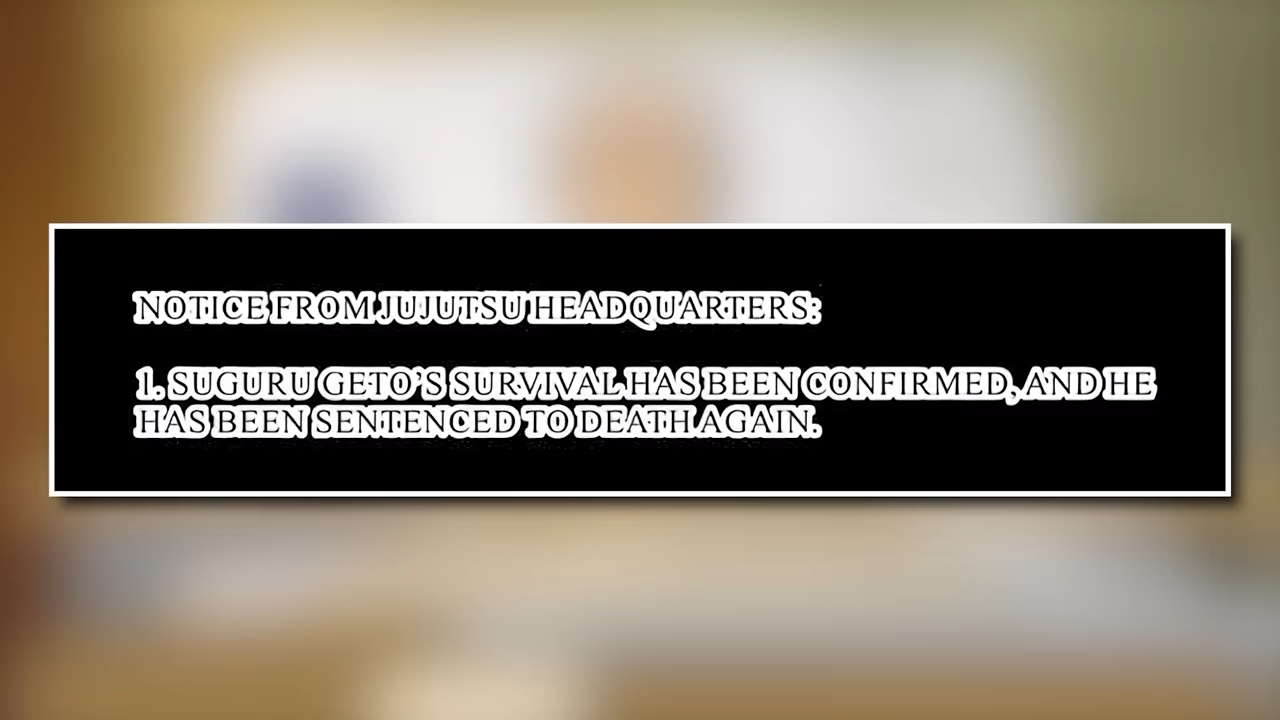 NOTICE FROM JUJUTSU HEADQUARTERS:
1. SUGURU GETO'S SURVIVAL HAS BEEN CONFIRMED, AND HE
HAS BEEN SENTENCED TO DEATH AGAIN.